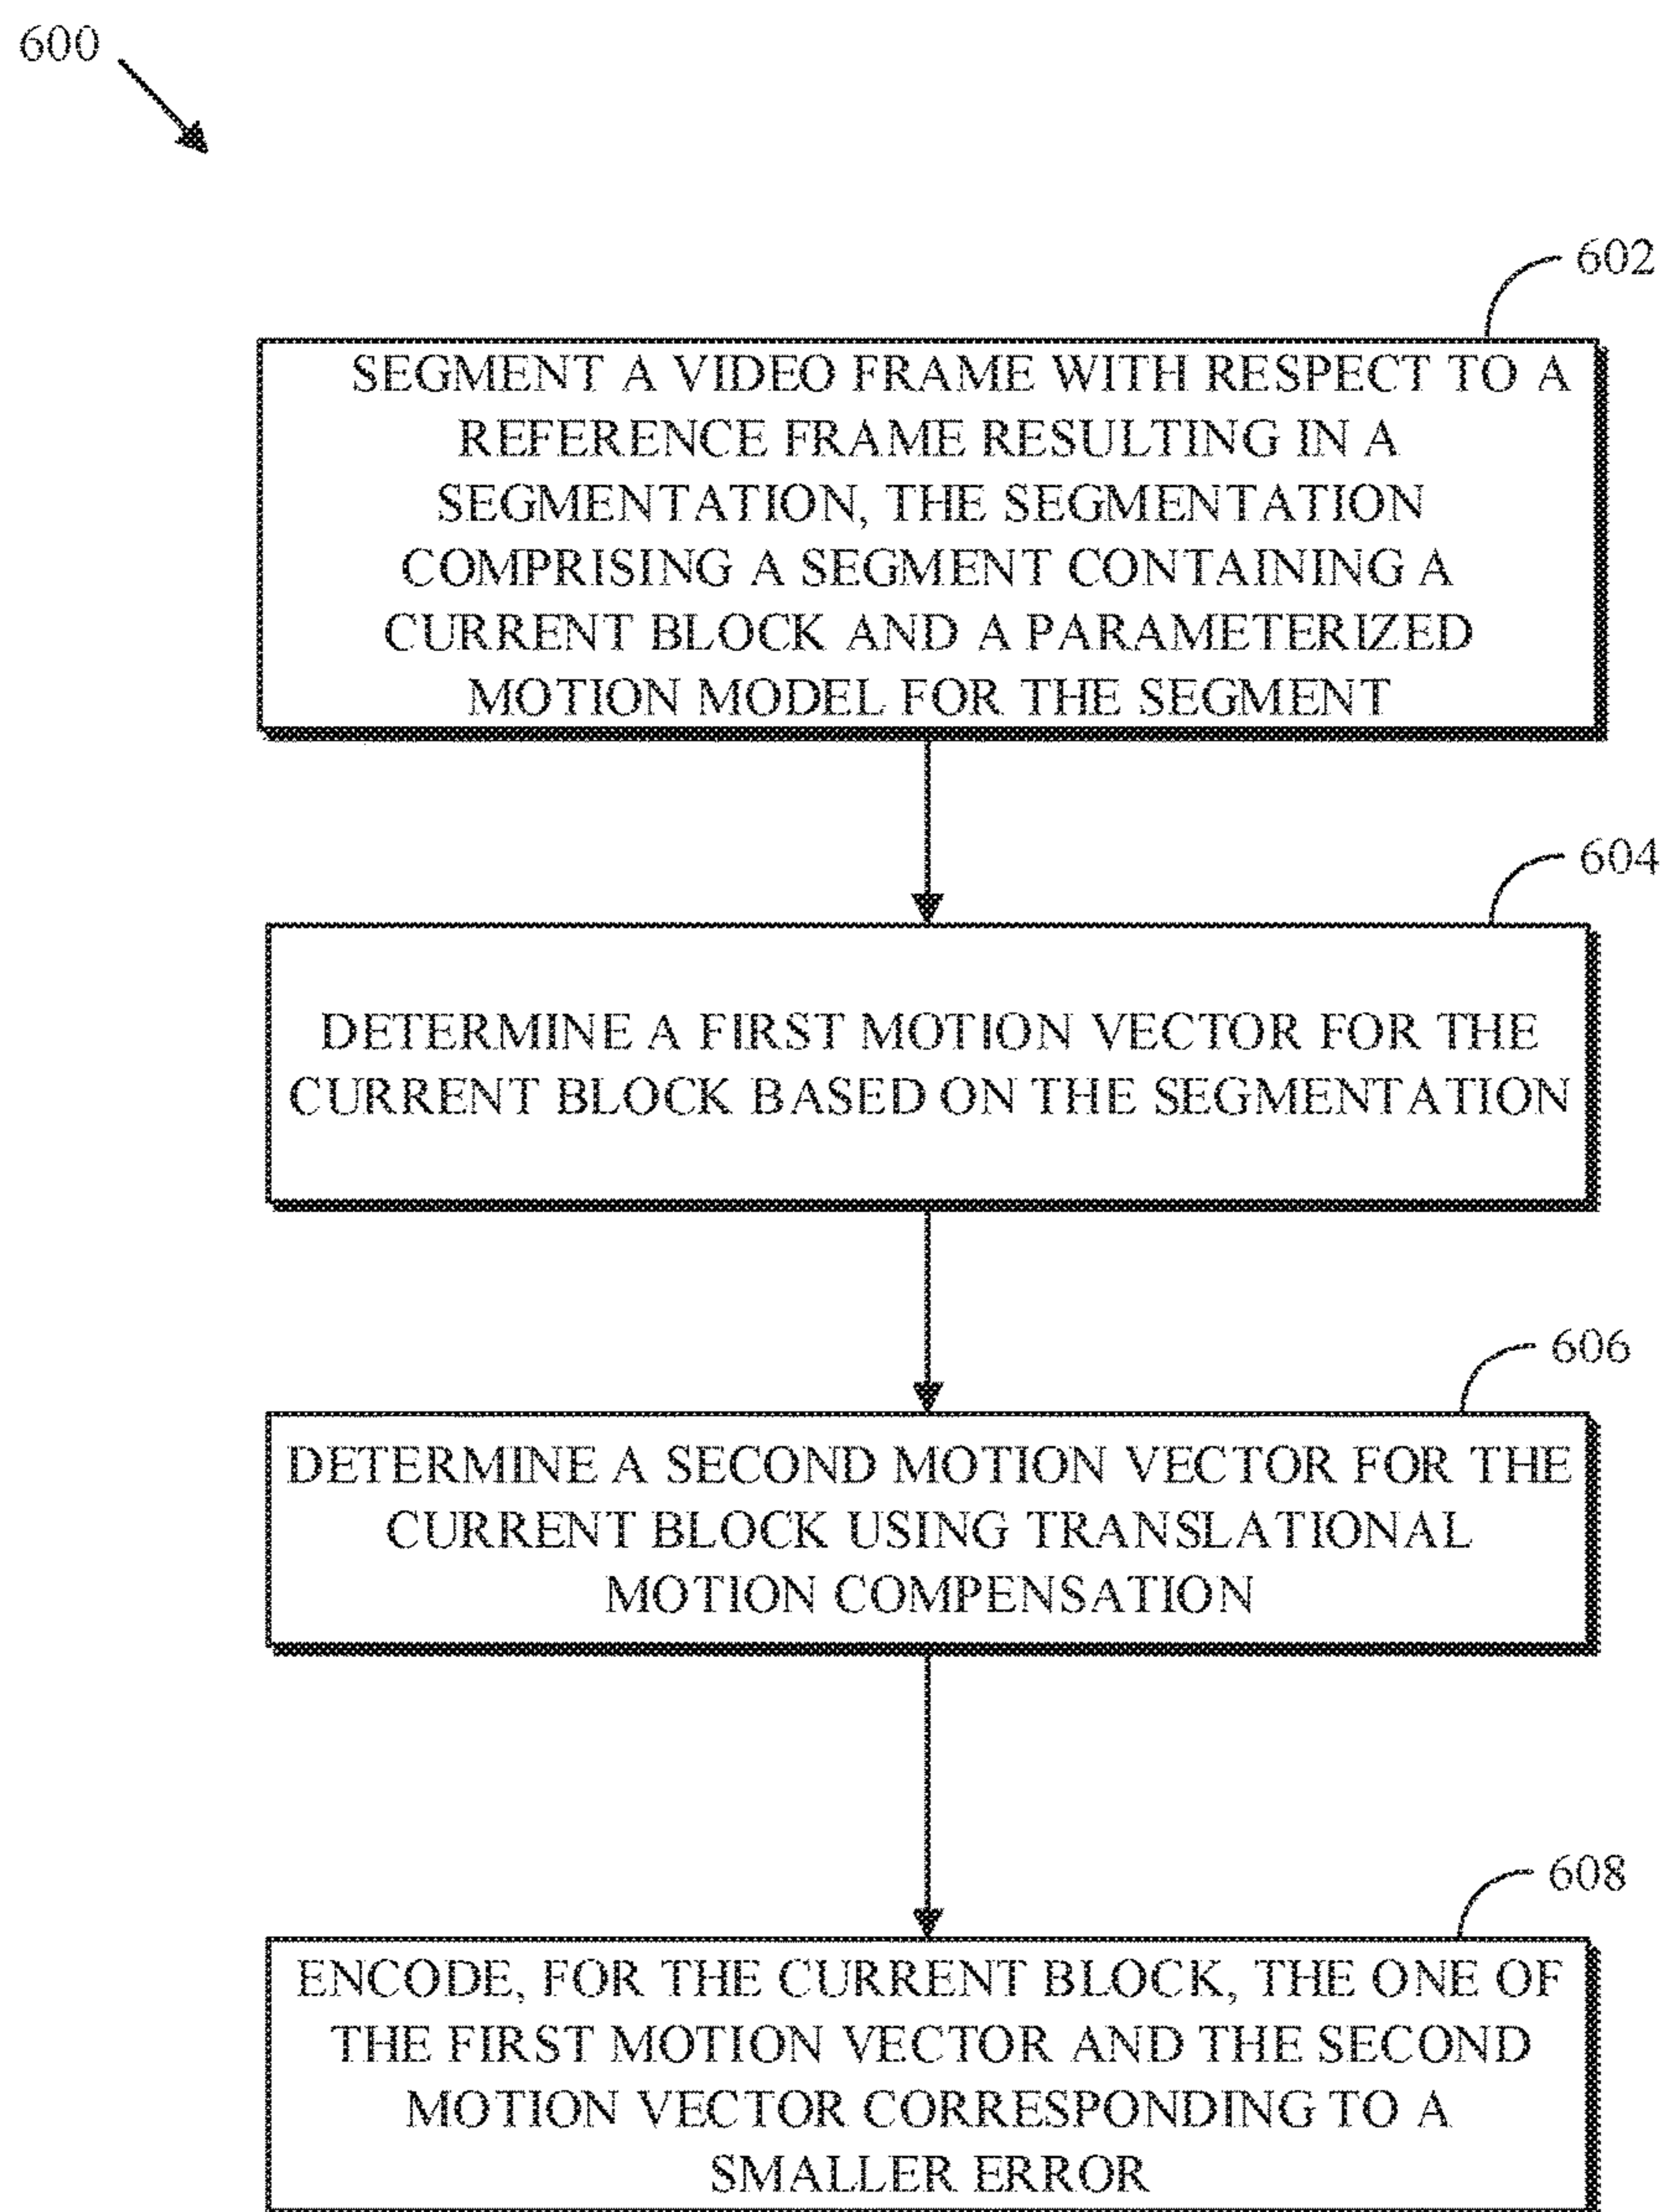 600
602
SEGMENT A VIDEO FRAME WITH RESPECT TO A
REFERENCE FRAME RESULTING IN A
SEGMENTATION, THE SEGMENTATION
COMPRISING A SEGMENT CONTAINING A
CURRENT BLOCK AND A PARAMETERIZED
MOTION MODEL FOR THE SEGMENT
604
DETERMINE A FIRST MOTION VECTOR FOR THE
CURRENT BLOCK BASED ON THE SEGMENTATION
606
DETERMINE A SECOND MOTION VECTOR FOR THE
CURRENT BLOCK USING TRANSLATIONAL
MOTION COMPENSATION
608
ENCODE, FOR THE CURRENT BLOCK, THE ONE OF
THE FIRST MOTION VECTOR AND THE SECOND
MOTION VECTOR CORRESPONDING TO A
SMALLER ERROR